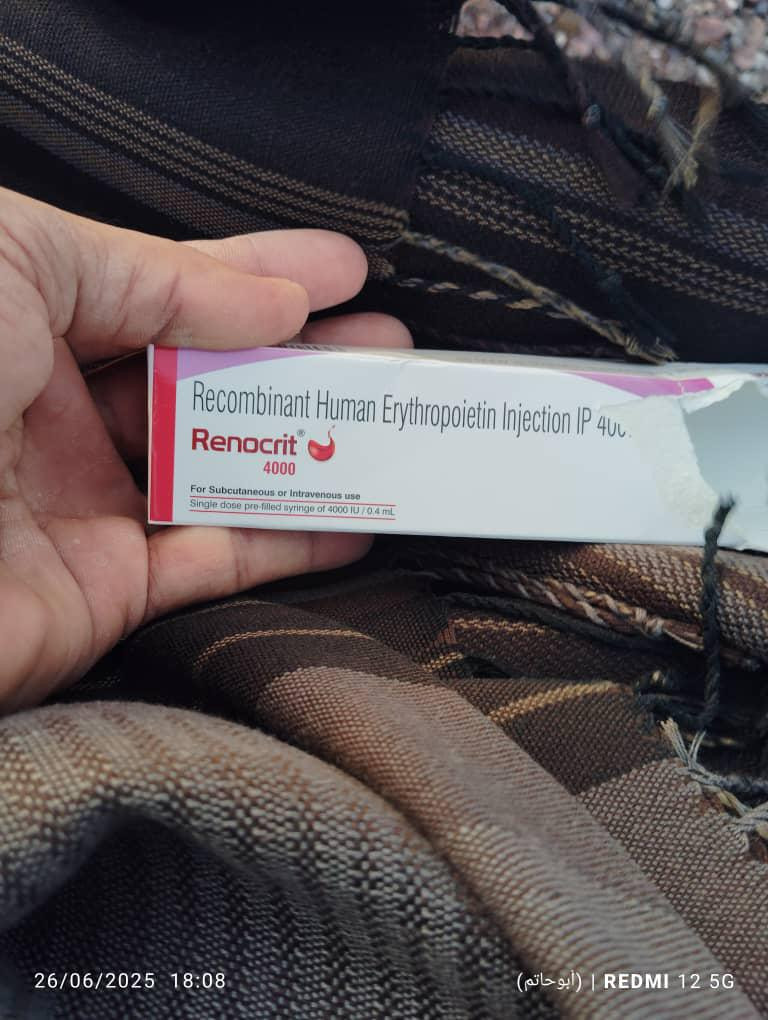 Recombinant Human Erythropoietin Injection IP
Renocrit®
4000
For Subcutaneous or Intravenous use
Single dose pre-filled syringe of 4000 IU / 0.4 mL
26/06/2025 18:08
(أبوحاتم) | REDMI 12 5G